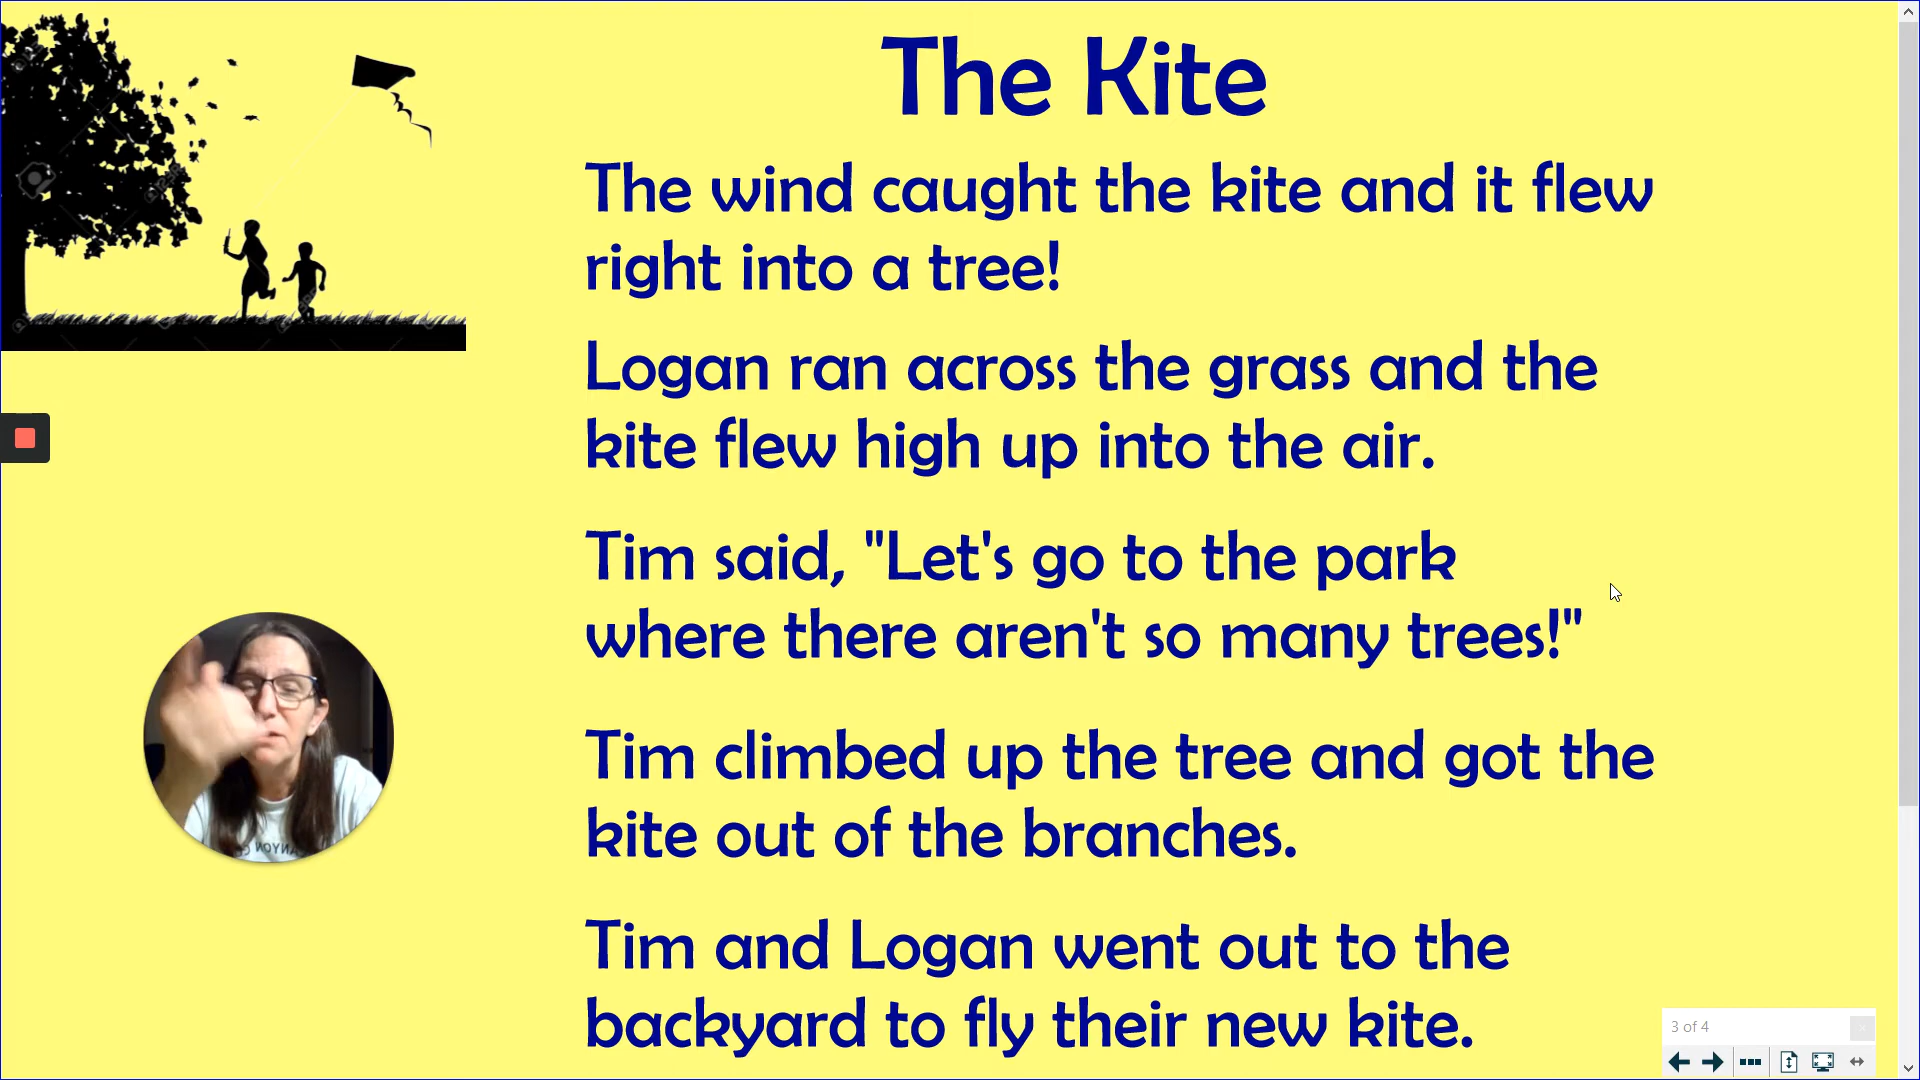 The Kite
The wind caught the kite and it flew
right into a tree!
Logan ran across the grass and the
kite flew high up into the air.
Tim said, "Let's go to the park
where there aren't so many trees!"
Tim climbed up the tree and got the
kite out of the branches.
Tim and Logan went out to the
backyard to fly their new kite.
3 of 4